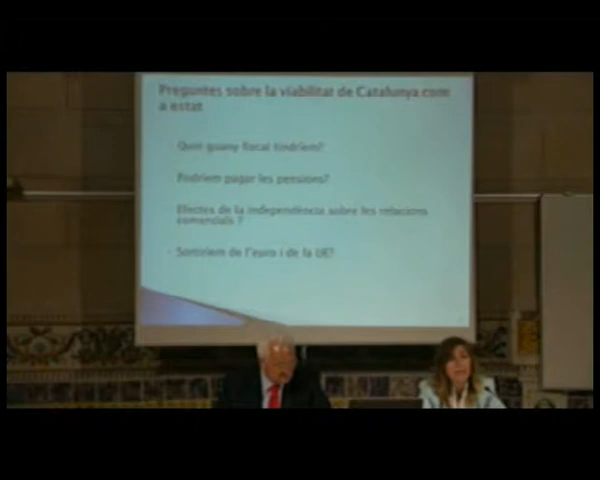 Preguntes sobre la viabilitat de Catalunya com
a estat
Quin guany fiscal tindríem?
Podríem pagar les pensions?
Efectes de la independència sobre les relacions
comercials ?
Sortiríem de l'euro i de la UE?